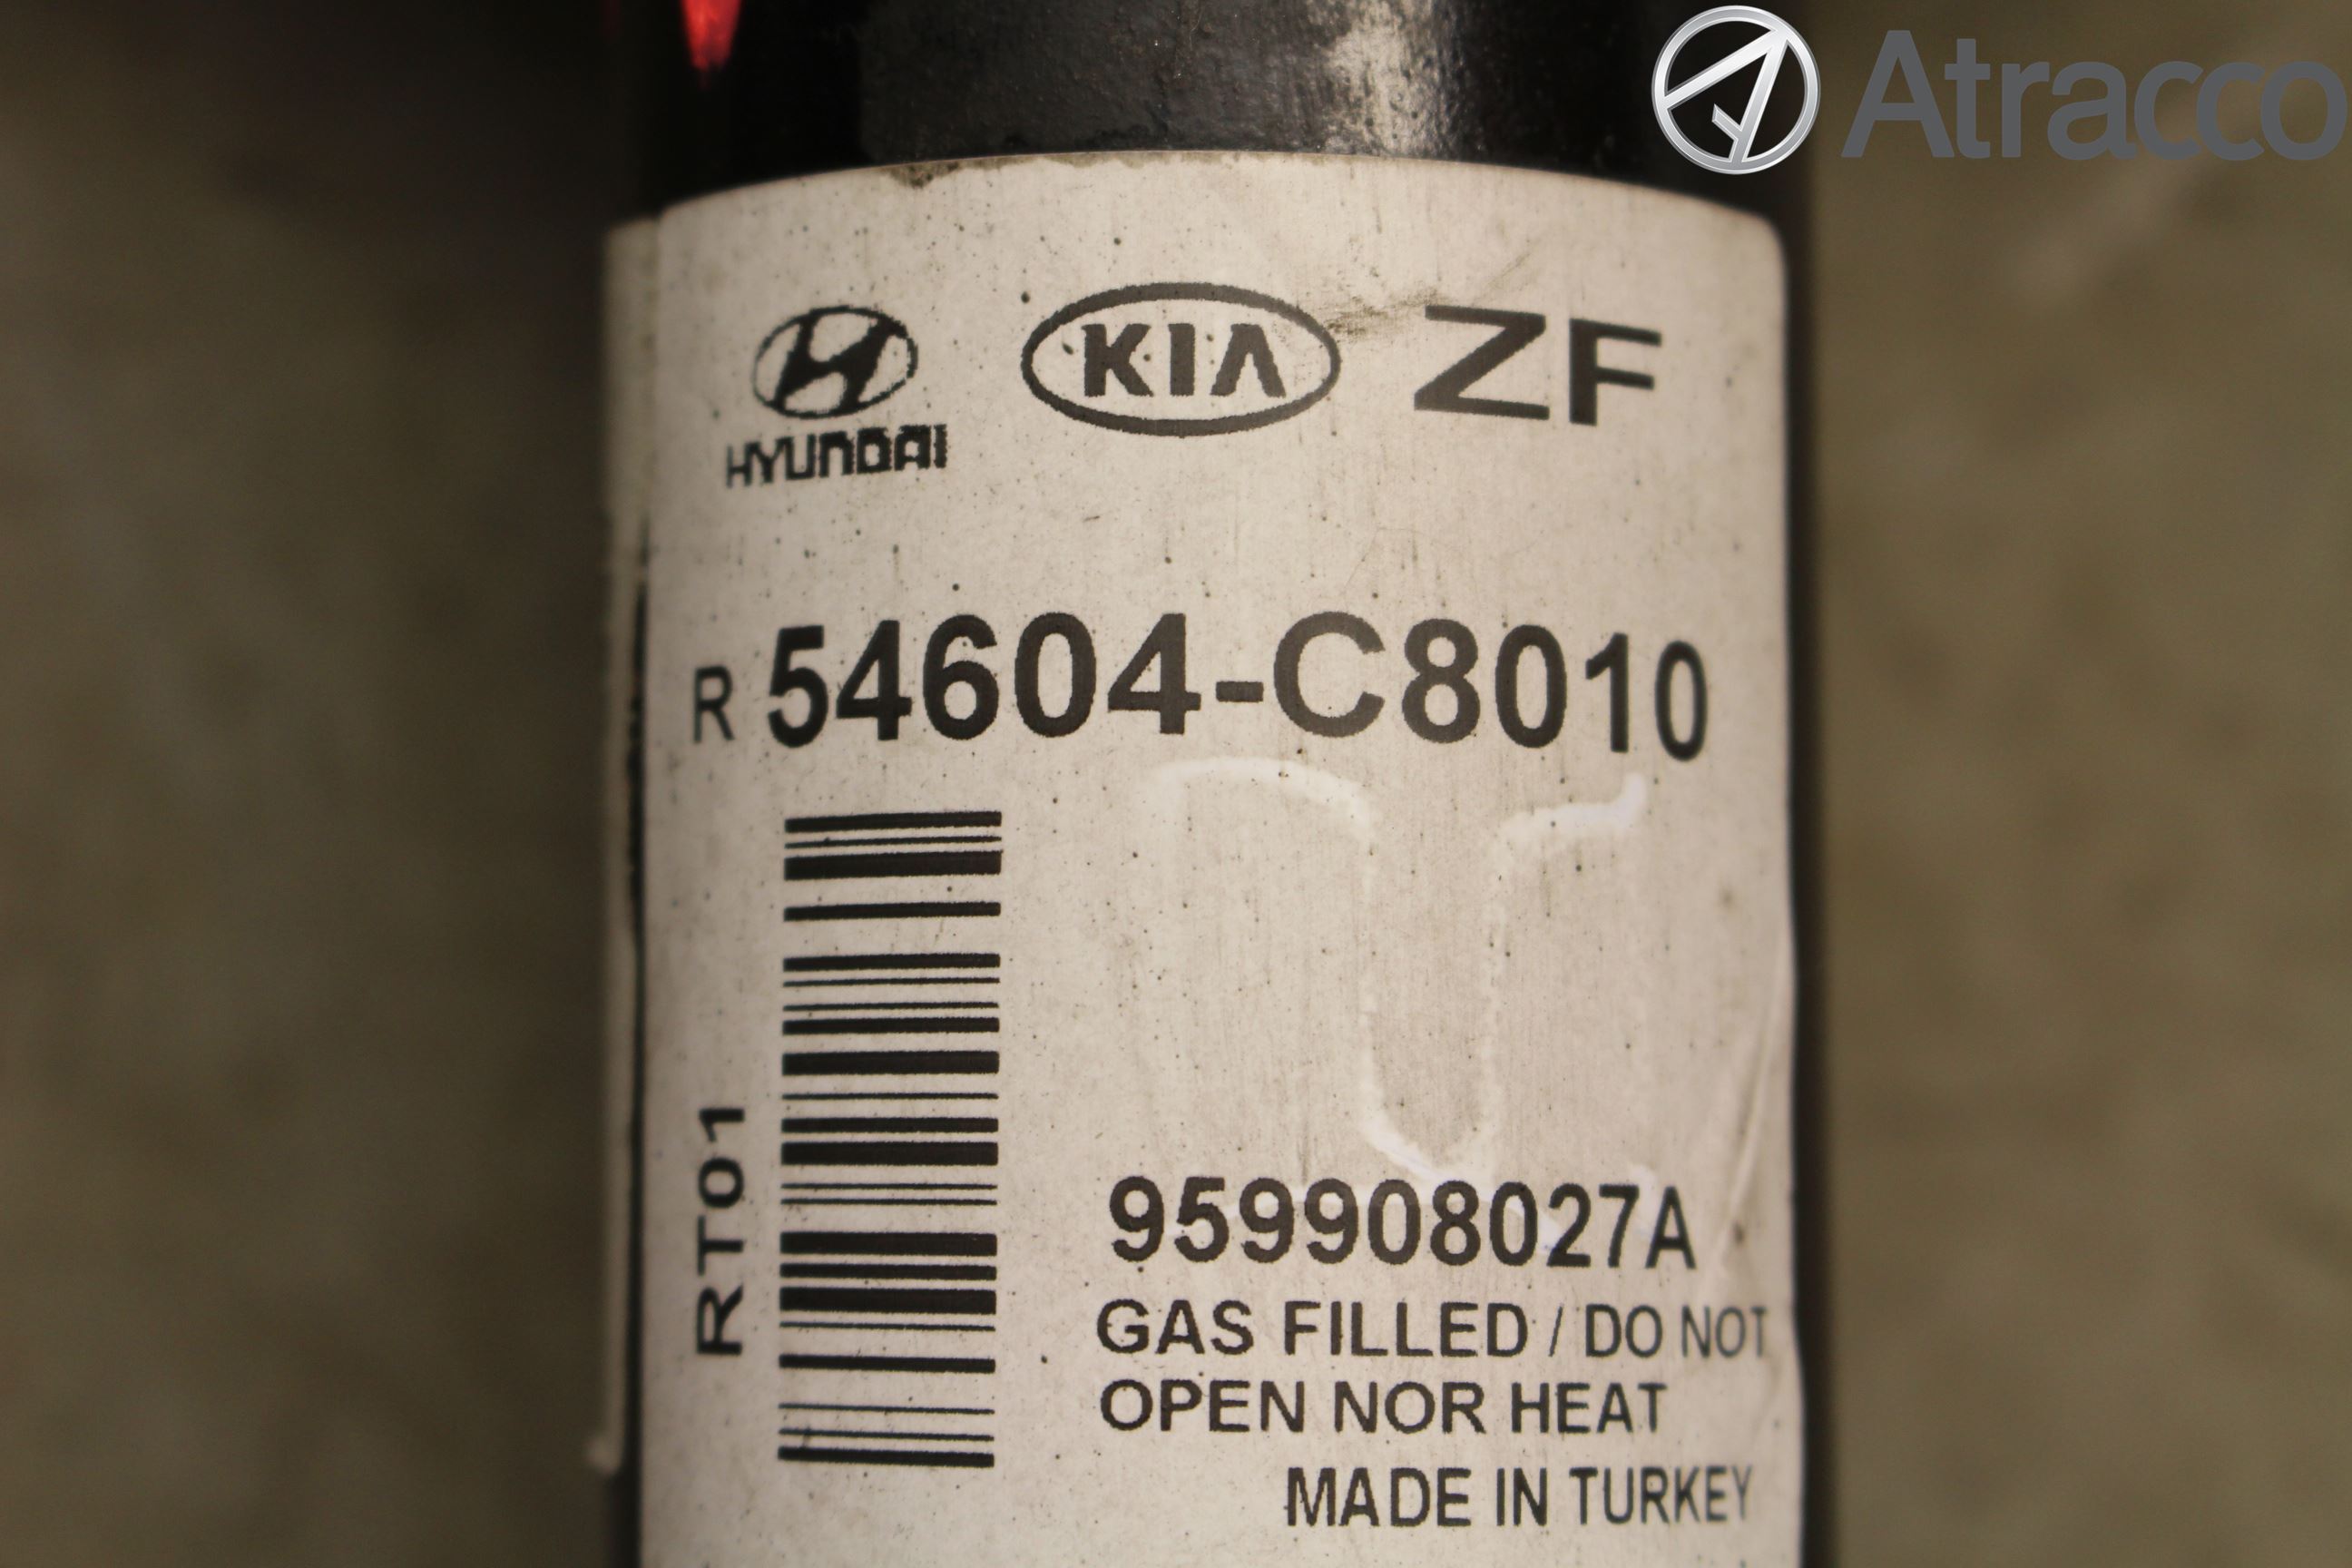 Atracco
HYUNDAI KIA ZF
R 54604-C8010
RT01
959908027A
GAS FILLED / DO NOT
OPEN NOR HEAT
MADE IN TURKEY